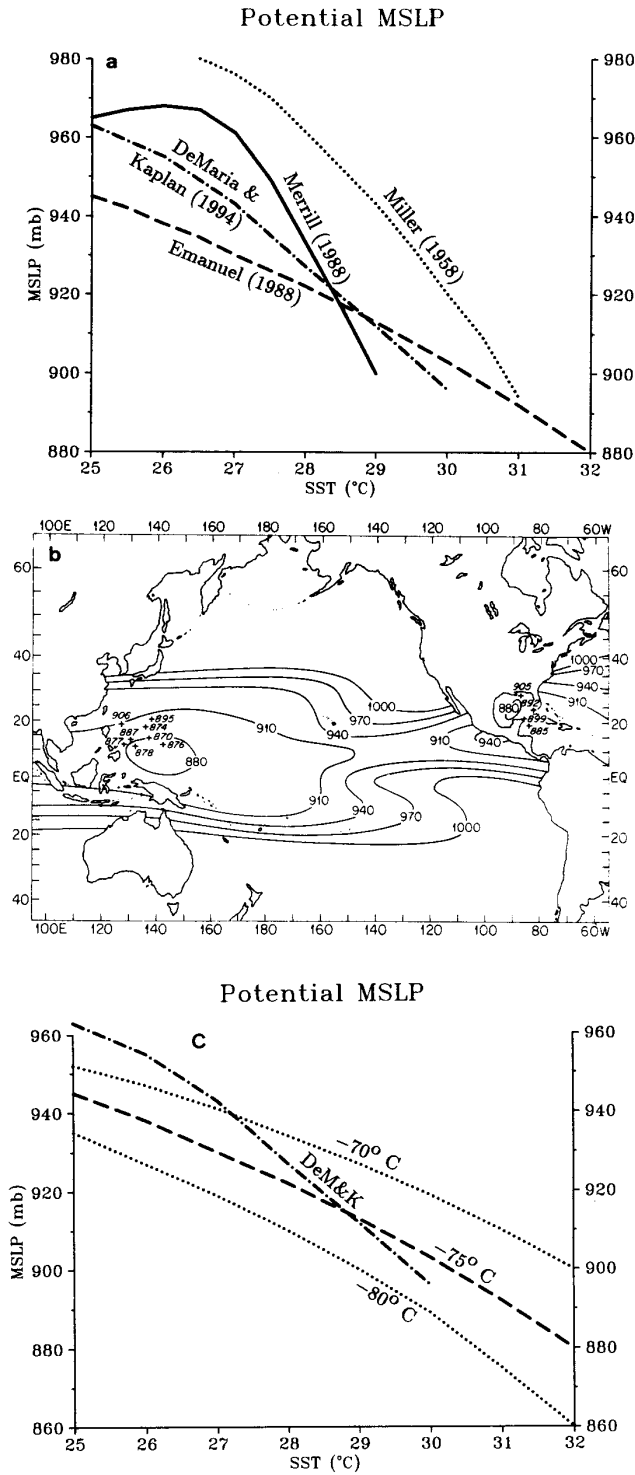 Potential MSLP
a
980
980
960
960
940
940
920
920
900
900
880
880
MSLP (mb)
DeMaria &
Kaplan (1994)
Merrill (1988)
Miller (1958)
Emanuel (1988)
25 26 27 28 29 30 31 32
SST (°C)
b
100E 120 140 160 180 160 140 120 100 80 60W
60 60
40 40
20 20
EQ EQ
20 20
40 40
1000
970
940
910
880
906
895
874
887
870
877
876
878
910
940
970
1000
910
940
905
892
880
899
885
1000
970
940
910
100E 120 140 160 180 160 140 120 100 80 60W
Potential MSLP
C
960
960
940
940
920
920
900
900
880
880
860
860
MSLP (mb)
-70° C
DeM&K
-75° C
-80° C
25 26 27 28 29 30 31 32
SST (°C)